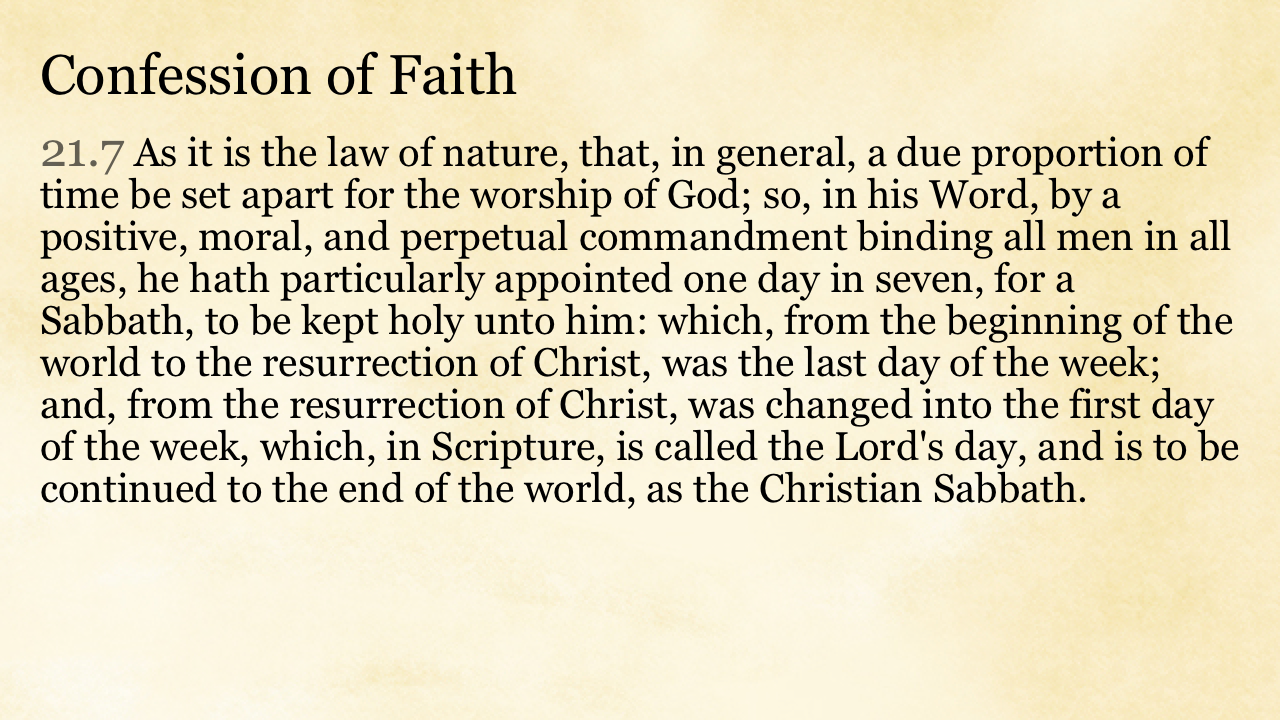 Confession of Faith
21.7 As it is the law of nature, that, in general, a due proportion of
time be set apart for the worship of God; so, in his Word, by a
positive, moral, and perpetual commandment binding all men in all
ages, he hath particularly appointed one day in seven, for a
Sabbath, to be kept holy unto him: which, from the beginning of the
world to the resurrection of Christ, was the last day of the week;
and, from the resurrection of Christ, was changed into the first day
of the week, which, in Scripture, is called the Lord's day, and is to be
continued to the end of the world, as the Christian Sabbath.